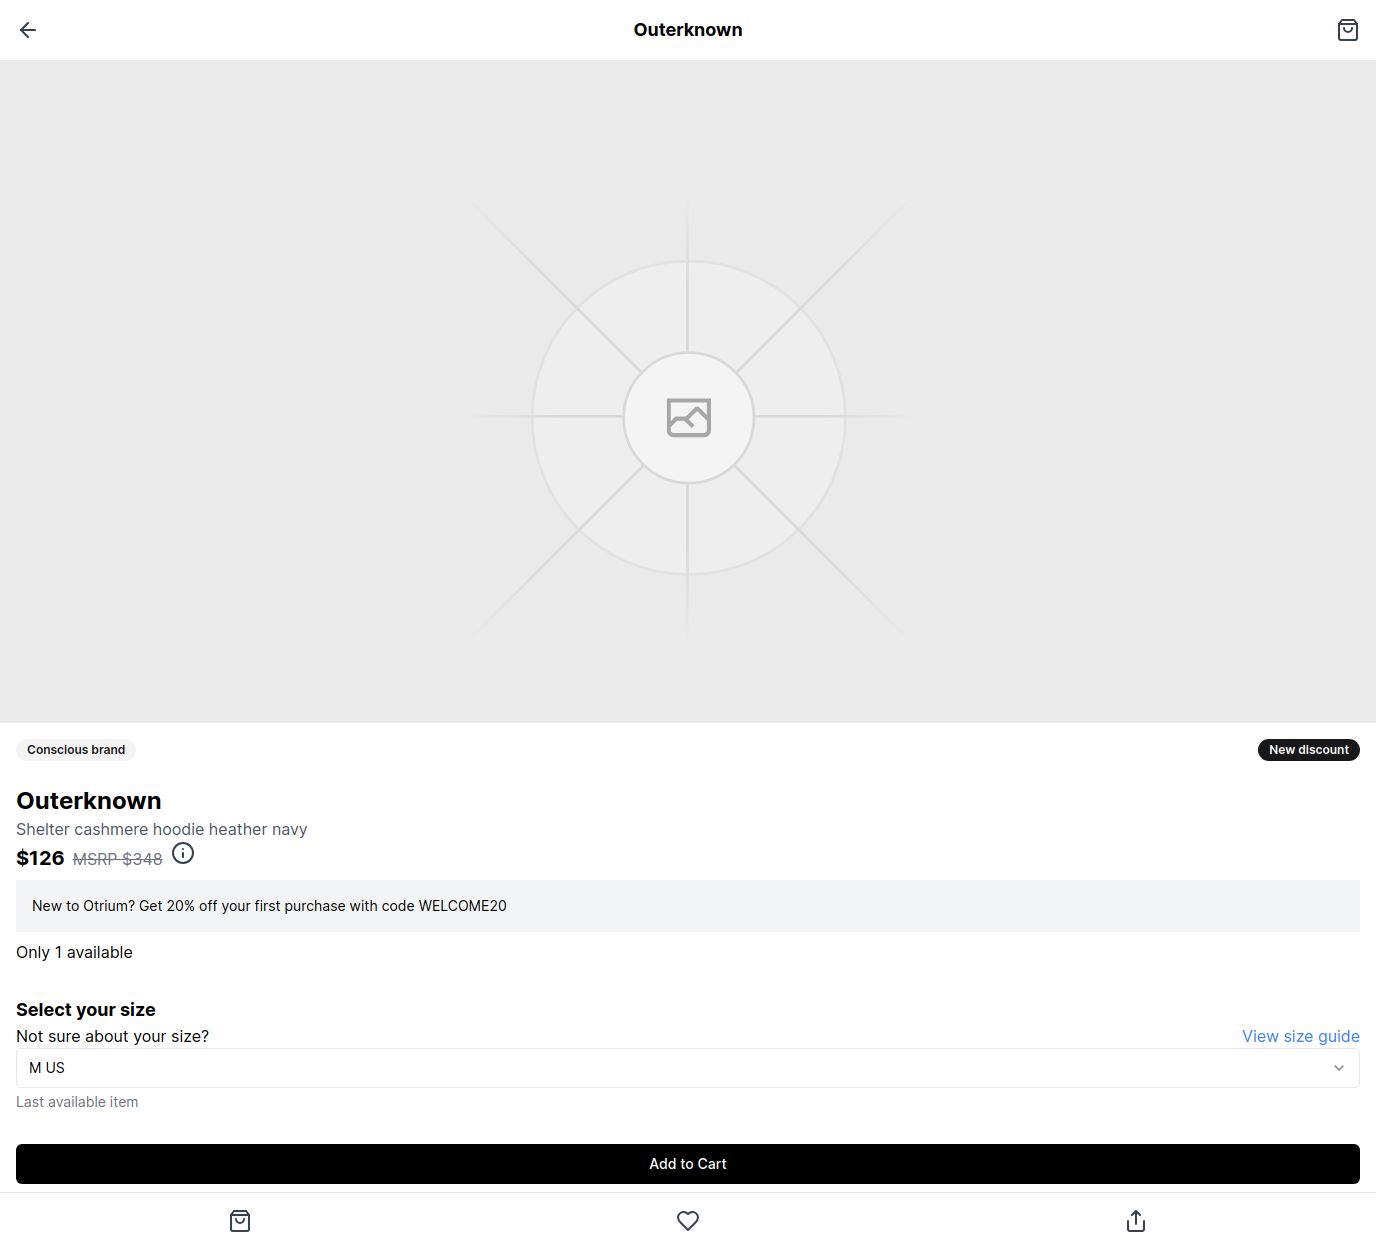 Outerknown
Conscious brand
New discount
Outerknown
Shelter cashmere hoodie heather navy
$126 MSRP $348
New to Otrium? Get 20% off your first purchase with code WELCOME20
Only 1 available
Select your size
Not sure about your size?
View size guide
M US
Last available item
Add to Cart